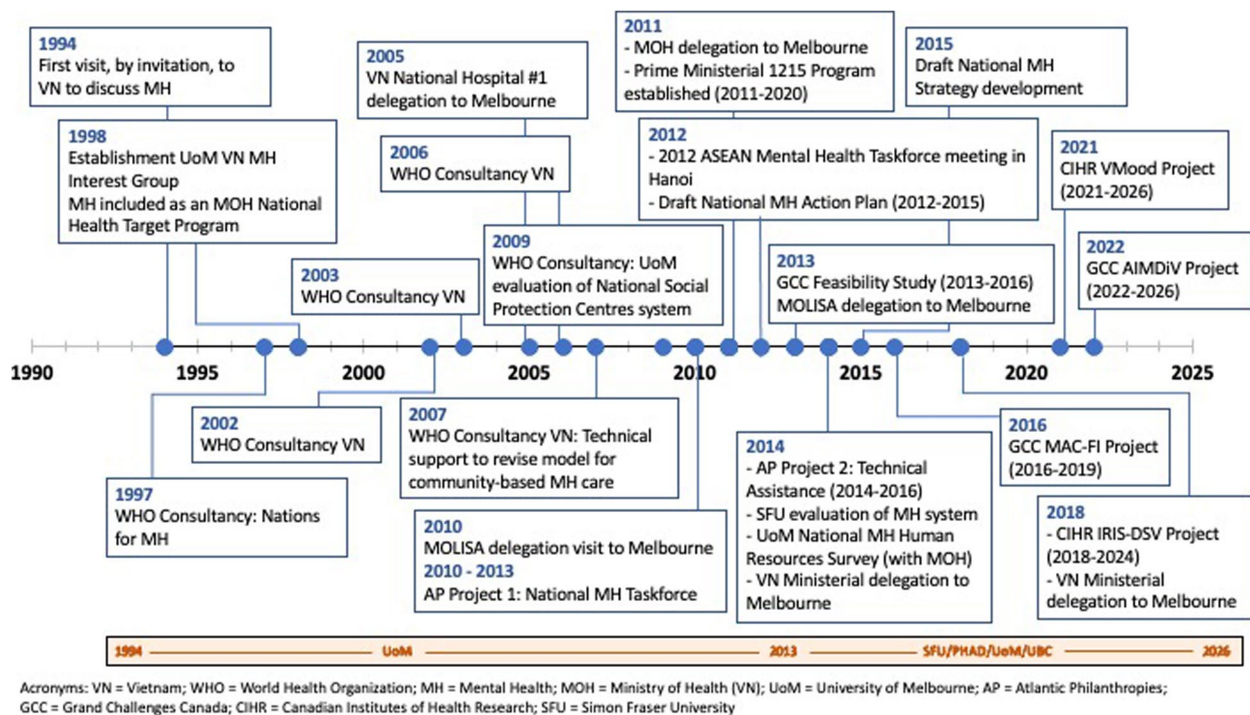 1994
First visit, by invitation, to
VN to discuss MH
1998
Establishment UoM VN MH
Interest Group
MH included as an MOH National
Health Target Program
2003
WHO Consultancy VN
2005
VN National Hospital #1
delegation to Melbourne
2006
WHO Consultancy VN
2009
WHO Consultancy: UoM
evaluation of National Social
Protection Centres system
2011
- MOH delegation to Melbourne
- Prime Ministerial 1215 Program
established (2011-2020)
2012
- 2012 ASEAN Mental Health Taskforce meeting in
Hanoi
- Draft National MH Action Plan (2012-2015)
2013
GCC Feasibility Study (2013-2016)
MOLISA delegation to Melbourne
2015
Draft National MH
Strategy development
2021
CIHR VMood Project
(2021-2026)
2022
GCC AIMDiV Project
(2022-2026)
1990 1995 2000 2005 2010 2015 2020 2025
1997
WHO Consultancy: Nations
for MH
2002
WHO Consultancy VN
2007
WHO Consultancy VN: Technical
support to revise model for
community-based MH care
2010
MOLISA delegation visit to Melbourne
2010 - 2013
AP Project 1: National MH Taskforce
2014
- AP Project 2: Technical
Assistance (2014-2016)
- SFU evaluation of MH system
- UoM National MH Human
Resources Survey (with MOH)
- VN Ministerial delegation to
Melbourne
2016
GCC MAC-FI Project
(2016-2019)
2018
- CIHR IRIS-DSV Project
(2018-2024)
- VN Ministerial
delegation to Melbourne
1994 UoM 2013 SFU/PHAD/UoM/UBC 2026
Acronyms: VN = Vietnam; WHO = World Health Organization; MH = Mental Health; MOH = Ministry of Health (VN); UoM = University of Melbourne; AP = Atlantic Philanthropies;
GCC = Grand Challenges Canada; CIHR = Canadian Institutes of Health Research; SFU = Simon Fraser University